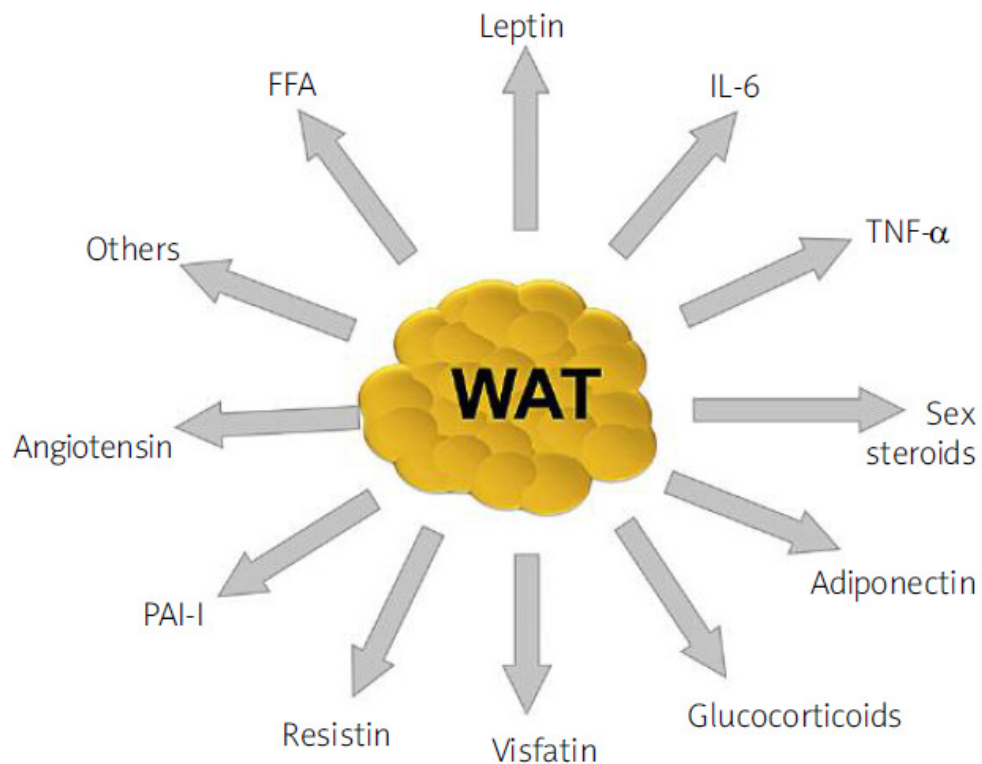 Leptin
FFA
IL-6
TNF-α
Others
WAT
Sex
steroids
Angiotensin
Adiponectin
PAI-I
Glucocorticoids
Resistin
Visfatin